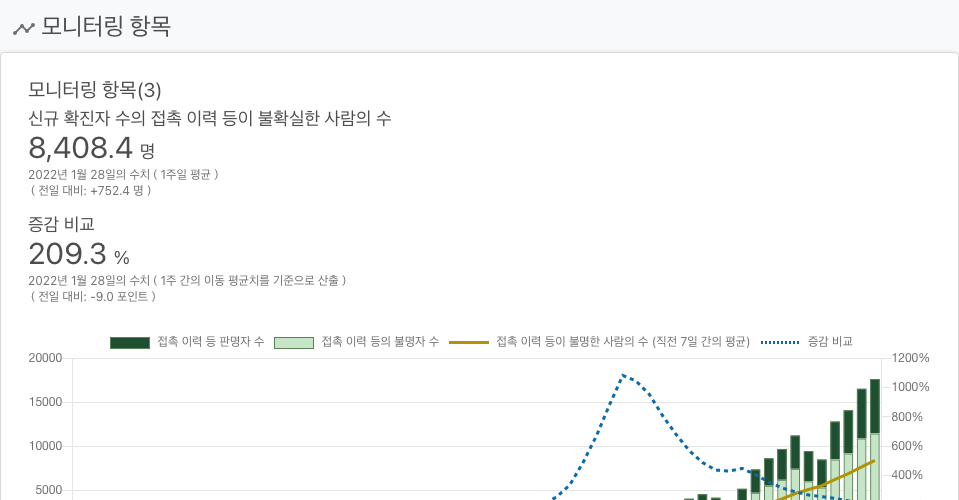 모니터링 항목
모니터링 항목(3)
신규 확진자 수의 접촉 이력 등이 불확실한 사람의 수
8,408.4 명
2022년 1월 28일의 수치 ( 1주일 평균 )
( 전일 대비: +752.4 명 )
증감 비교
209.3 %
2022년 1월 28일의 수치 ( 1주 간의 이동 평균치를 기준으로 산출 )
( 전일 대비: -9.0 포인트 )
접촉 이력 등 판명자 수 접촉 이력 등의 불명자 수 접촉 이력 등이 불명한 사람의 수 (직전 7일 간의 평균) 증감 비교
20000 1200%
1000%
15000
800%
10000 600%
400%
5000